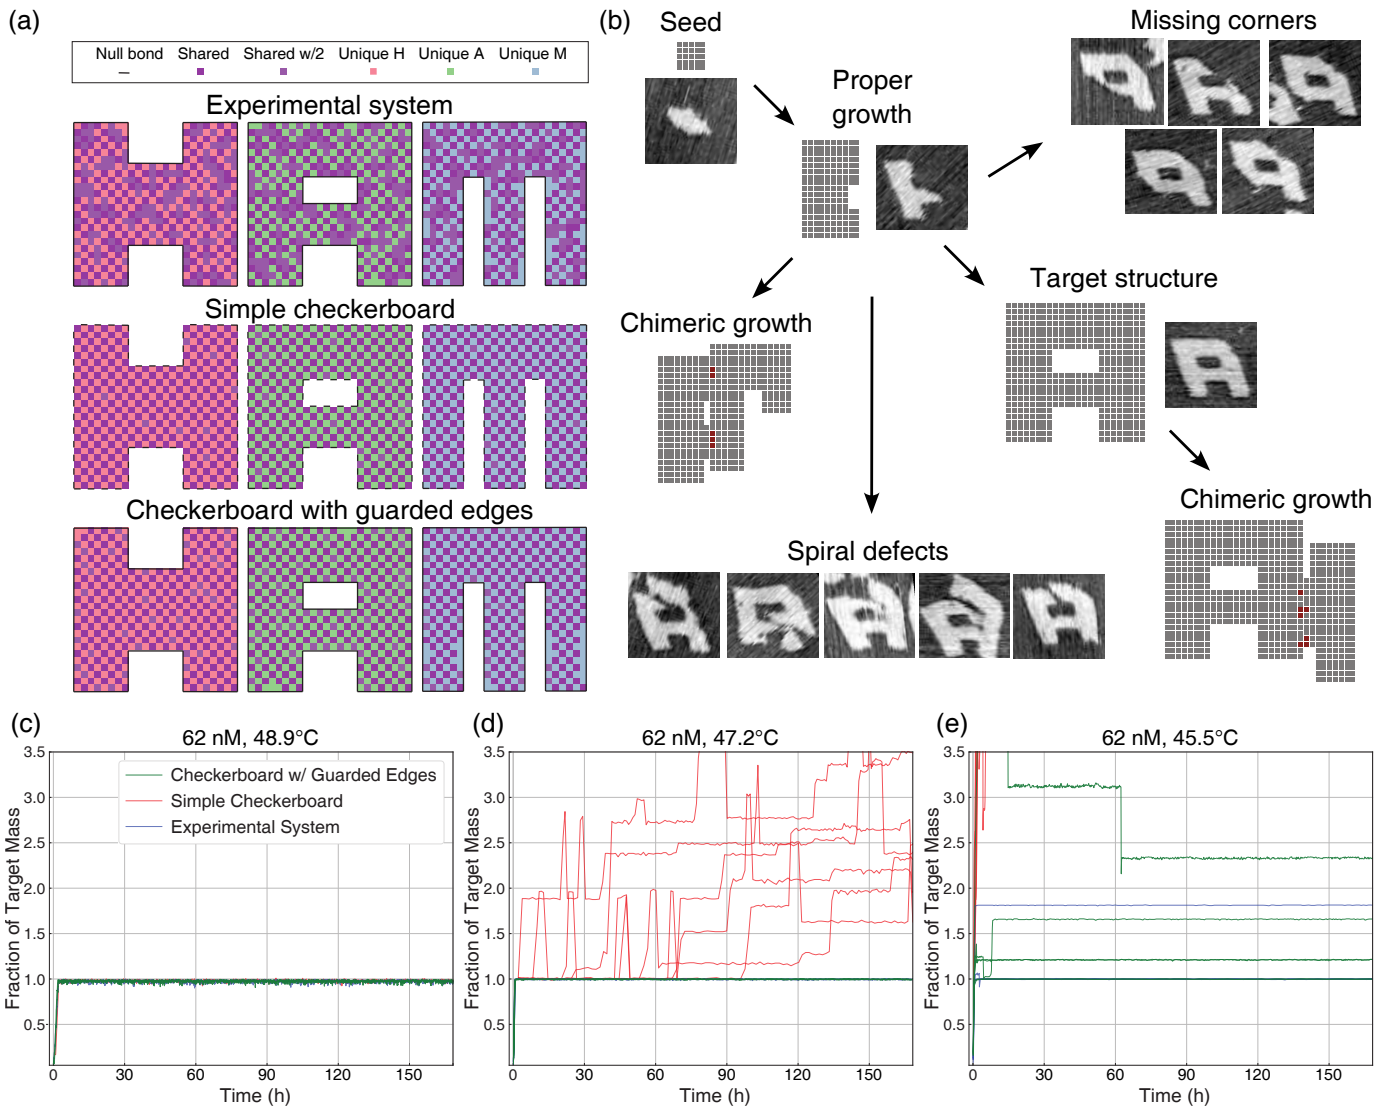 (a)
Null bond Shared Shared w/2 Unique H Unique A Unique M
Experimental system
Simple checkerboard
Checkerboard with guarded edges
(b)
Seed
Proper
growth
Missing corners
Chimeric growth
Target structure
Spiral defects
Chimeric growth
(c)
62 nM, 48.9°C
Fraction of Target Mass
3.5
3.0
2.5
2.0
1.5
1.0
0.5
Checkerboard w/ Guarded Edges
Simple Checkerboard
Experimental System
0 30 60 90 120 150
Time (h)
(d)
62 nM, 47.2°C
Fraction of Target Mass
3.5
3.0
2.5
2.0
1.5
1.0
0.5
0 30 60 90 120 150
Time (h)
(e)
62 nM, 45.5°C
Fraction of Target Mass
3.5
3.0
2.5
2.0
1.5
1.0
0.5
0 30 60 90 120 150
Time (h)